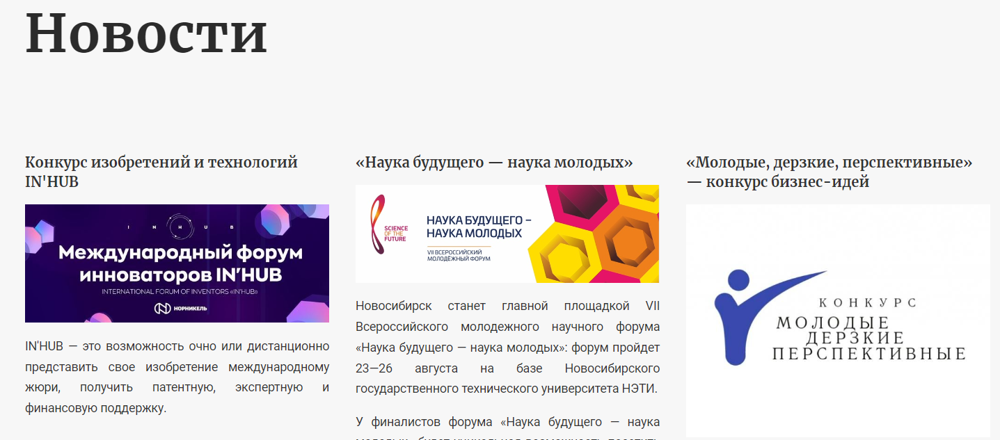 Новости
Конкурс изобретений и технологий
IN'HUB
I N H U B
Международный форум
инноваторов IN'HUB
INTERNATIONAL FORUM OF INVENTORS «IN'HUB»
НОРНИКЕЛЬ
IN'HUB — это возможность очно или дистанционно
представить свое изобретение международному
жюри, получить патентную, экспертную и
финансовую поддержку.
«Наука будущего — наука молодых»
SCIENCE
OF THE
FUTURE
НАУКА БУДУЩЕГО –
НАУКА МОЛОДЫХ
VII ВСЕРОССИЙСКИЙ
МОЛОДЁЖНЫЙ ФОРУМ
Новосибирск станет главной площадкой VII
Всероссийского молодежного научного форума
«Наука будущего — наука молодых»: форум пройдет
23—26 августа на базе Новосибирского
государственного технического университета НЭТИ.
У финалистов форума «Наука будущего — наука
«Молодые, дерзкие, перспективные»
— конкурс бизнес-идей
КОНКУРС
МОЛОДЫЕ
ДЕРЗКИЕ
ПЕРСПЕКТИВНЫЕ